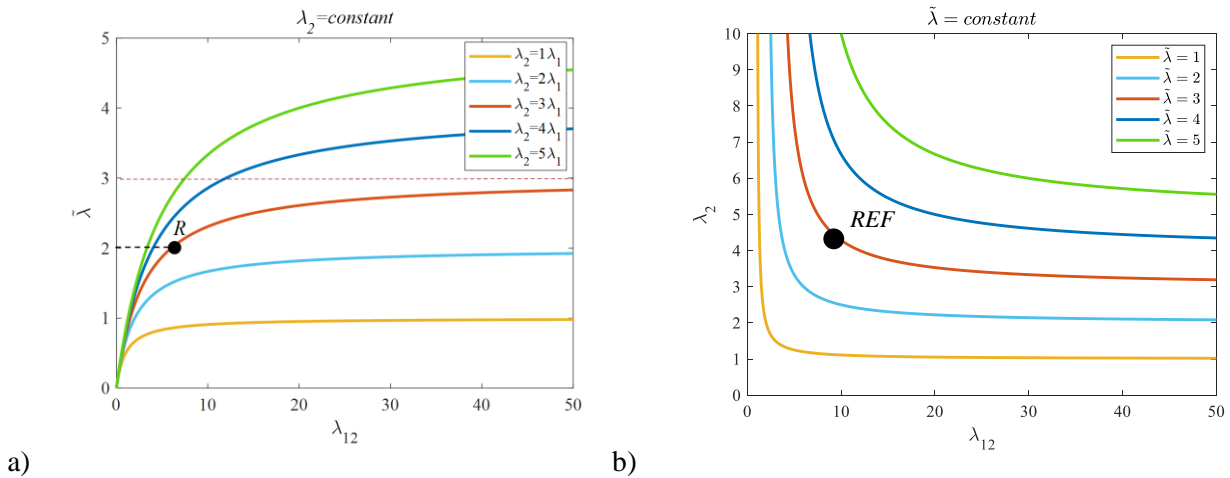 λ₂=constant
5
4
3
2
1
0
λ̃
R
λ₂=1λ₁
λ₂=2λ₁
λ₂=3λ₁
λ₂=4λ₁
λ₂=5λ₁
0 10 20 30 40 50
λ₁₂
a)
λ̃ = constant
10
9
8
7
6
5
4
3
2
1
0
λ₂
REF
λ̃ = 1
λ̃ = 2
λ̃ = 3
λ̃ = 4
λ̃ = 5
0 10 20 30 40 50
λ₁₂
b)